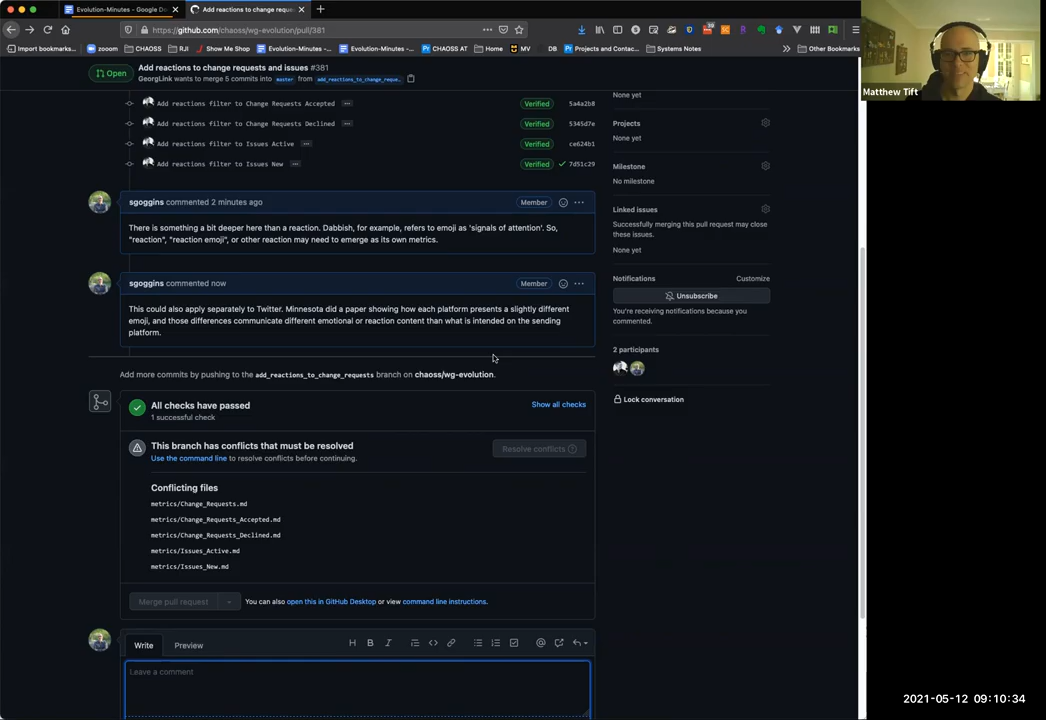 Evolution-Minutes - Google Do
Add reactions to change reques
https://github.com/chaoss/wg-evolution/pull/381
Import bookmarks...
zooom
CHAOSS
RJI
Show Me Shop
Evolution-Minutes -...
Evolution-Minutes -...
CHAOSS AT
Home
MV
DB
Projects and Contac...
Systems Notes
Other Bookmarks
Matthew Tift
Open
Add reactions to change requests and issues #381
GeorgLink wants to merge 5 commits into master from add_reactions_to_change_reque…
Add reactions filter to Change Requests Accepted
Verified
5a4a2b8
Add reactions filter to Change Requests Declined
Verified
5345d7e
Add reactions filter to Issues Active
Verified
ce624b1
Add reactions filter to Issues New
Verified
7d51c29
sgoggins commented 2 minutes ago
Member
There is something a bit deeper here than a reaction. Dabbish, for example, refers to emoji as 'signals of attention'. So,
"reaction", "reaction emoji", or other reaction may need to emerge as its own metrics.
sgoggins commented now
Member
This could also apply separately to Twitter. Minnesota did a paper showing how each platform presents a slightly different
emoji, and those differences communicate different emotional or reaction content than what is intended on the sending
platform.
Add more commits by pushing to the add_reactions_to_change_requests branch on chaoss/wg-evolution.
All checks have passed
1 successful check
Show all checks
This branch has conflicts that must be resolved
Use the command line to resolve conflicts before continuing.
Resolve conflicts
Conflicting files
metrics/Change_Requests.md
metrics/Change_Requests_Accepted.md
metrics/Change_Requests_Declined.md
metrics/Issues_Active.md
metrics/Issues_New.md
Merge pull request
You can also open this in GitHub Desktop or view command line instructions.
Write
Preview
Leave a comment
None yet
Projects
None yet
Milestone
No milestone
Linked issues
Successfully merging this pull request may close
these issues.
None yet
Notifications
Customize
Unsubscribe
You're receiving notifications because you
commented.
2 participants
Lock conversation
2021-05-12 09:10:34